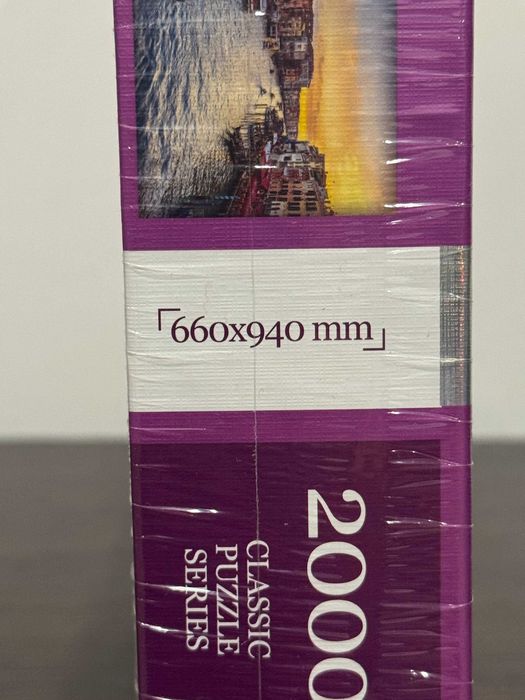 660x940 mm
2000
CLASSIC
PUZZLE
SERIES